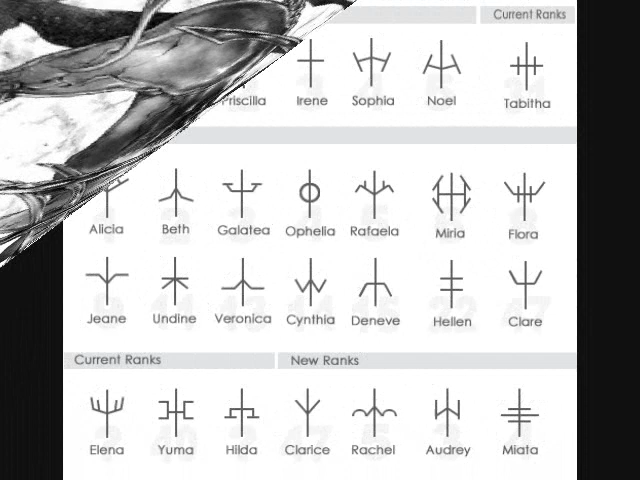 Current Ranks
Priscilla Irene Sophia Noel Tabitha
Alicia Beth Galatea Ophelia Rafaela Miria Flora
Jeane Undine Veronica Cynthia Deneve Hellen Clare
Current Ranks New Ranks
Elena Yuma Hilda Clarice Rachel Audrey Miata